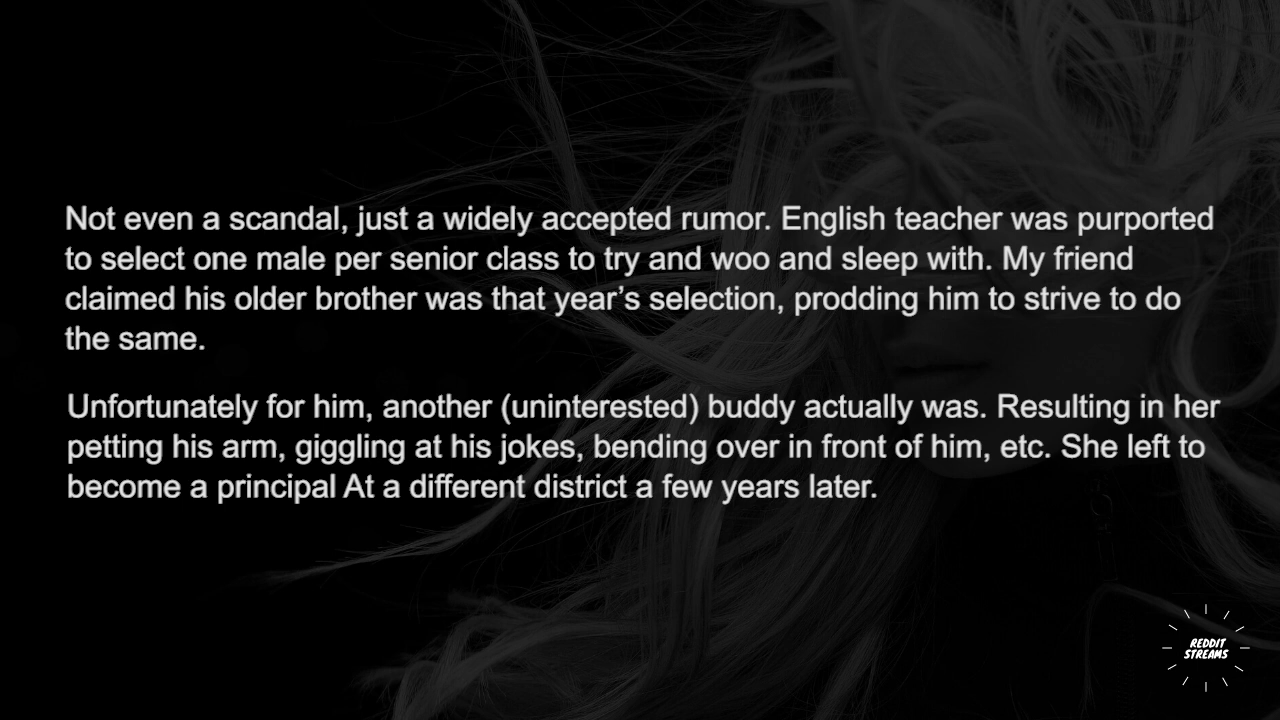 Not even a scandal, just a widely accepted rumor. English teacher was purported
to select one male per senior class to try and woo and sleep with. My friend
claimed his older brother was that year’s selection, prodding him to strive to do
the same.
Unfortunately for him, another (uninterested) buddy actually was. Resulting in her
petting his arm, giggling at his jokes, bending over in front of him, etc. She left to
become a principal At a different district a few years later.
REDDIT
STREAMS